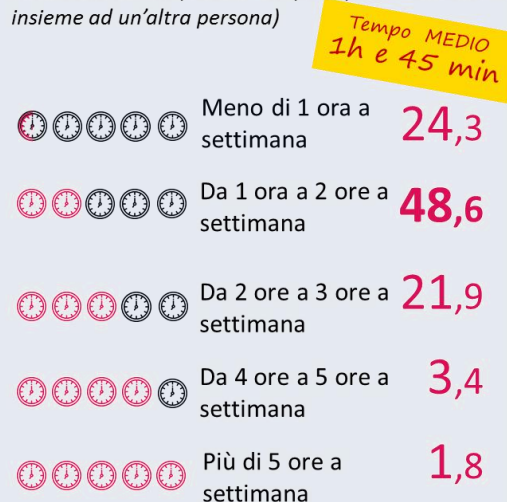 insieme ad un’altra persona)
Tempo MEDIO
1h e 45 min
Meno di 1 ora a
settimana
24,3
Da 1 ora a 2 ore a
settimana
48,6
Da 2 ore a 3 ore a
settimana
21,9
Da 4 ore a 5 ore a
settimana
3,4
Più di 5 ore a
settimana
1,8